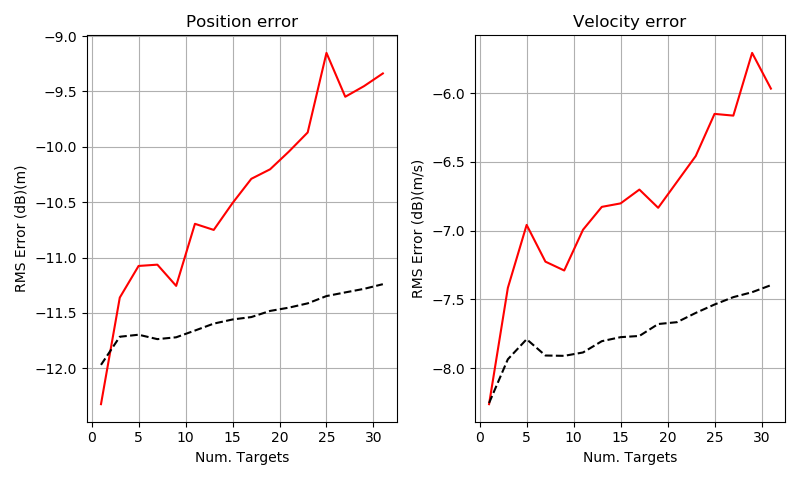 Position error
RMS Error (dB)(m)
−9.0
−9.5
−10.0
−10.5
−11.0
−11.5
−12.0
0 5 10 15 20 25 30
Num. Targets
Velocity error
RMS Error (dB)(m/s)
−6.0
−6.5
−7.0
−7.5
−8.0
0 5 10 15 20 25 30
Num. Targets